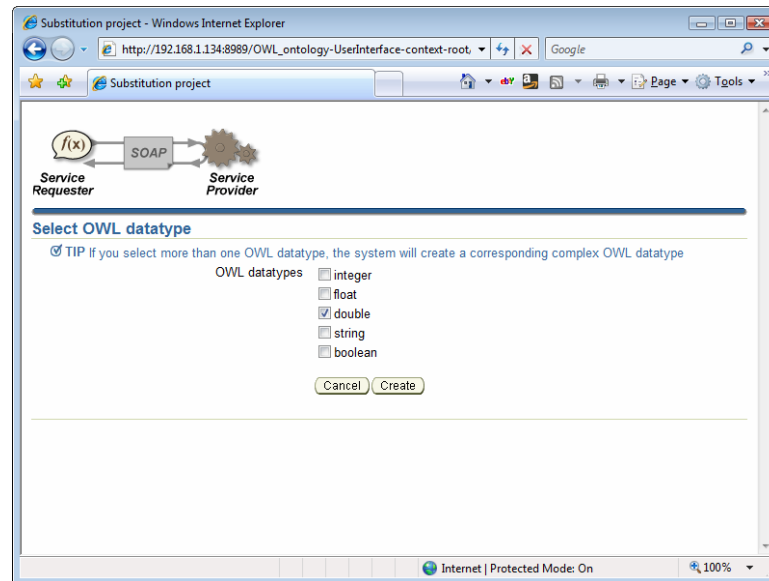 Substitution project - Windows Internet Explorer
http://192.168.1.134:8989/OWL_ontology-UserInterface-context-root/
Google
Substitution project
ebY
a
Page
Tools
»
f(x)
SOAP
Service Requester
Service Provider
Select OWL datatype
TIP If you select more than one OWL datatype, the system will create a corresponding complex OWL datatype
OWL datatypes
integer
float
double
string
boolean
Cancel
Create
Internet | Protected Mode: On
100%